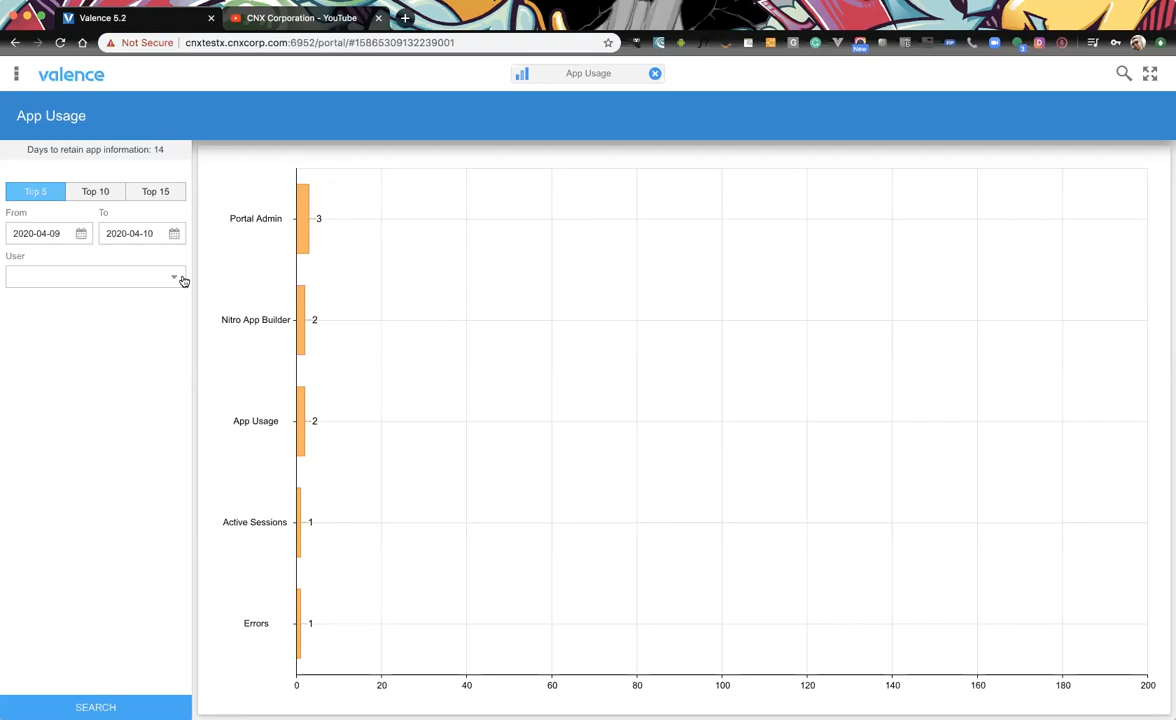 Valence 5.2
CNX Corporation - YouTube
Not Secure cnxtestx.cnxcorp.com:6952/portal/#15865309132239001
New
3
valence
App Usage
App Usage
Days to retain app information: 14
Top 5 Top 10 Top 15
From To
2020-04-09 2020-04-10
User
Portal Admin 3
Nitro App Builder 2
App Usage 2
Active Sessions 1
Errors 1
0 20 40 60 80 100 120 140 160 180 200
SEARCH